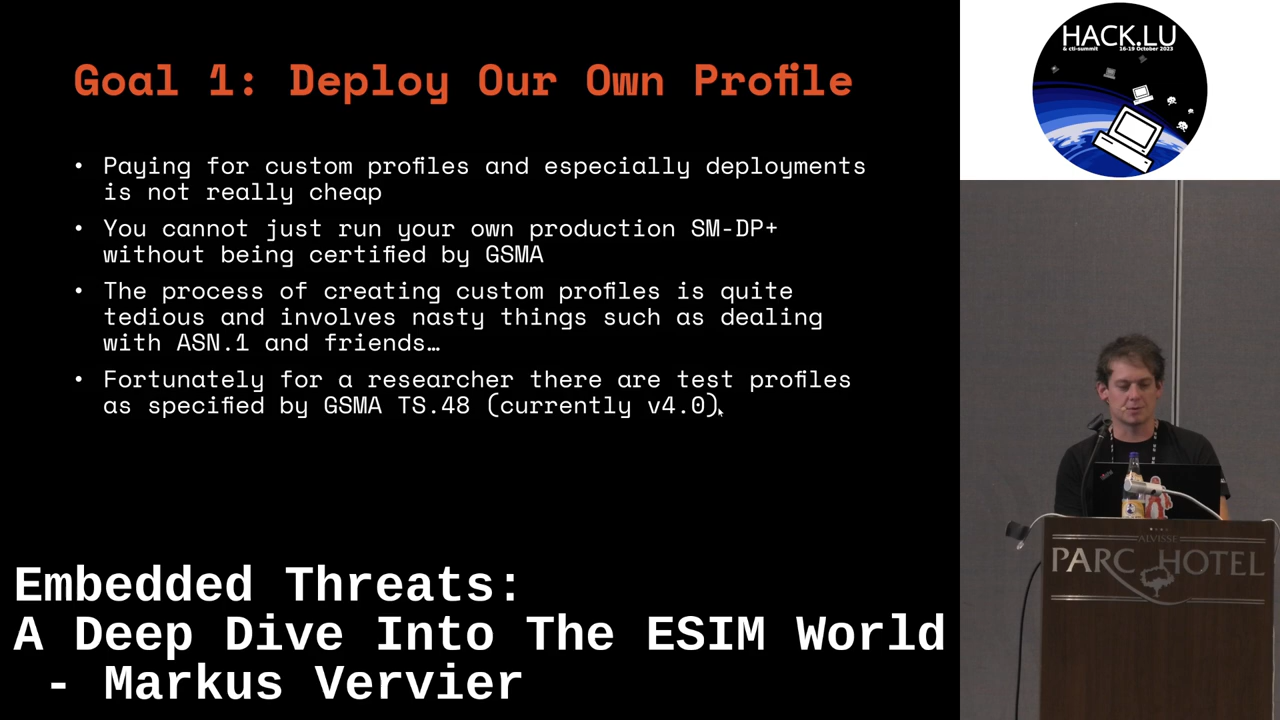 Goal 1: Deploy Our Own Profile
• Paying for custom profiles and especially deployments
is not really cheap
• You cannot just run your own production SM-DP+
without being certified by GSMA
• The process of creating custom profiles is quite
tedious and involves nasty things such as dealing
with ASN.1 and friends…
• Fortunately for a researcher there are test profiles
as specified by GSMA TS.48 (currently v4.0)
Embedded Threats:
A Deep Dive Into The ESIM World
- Markus Vervier
HACK.LU
& cti-summit 16-19 October 2023
ALVISSE
PARC HOTEL